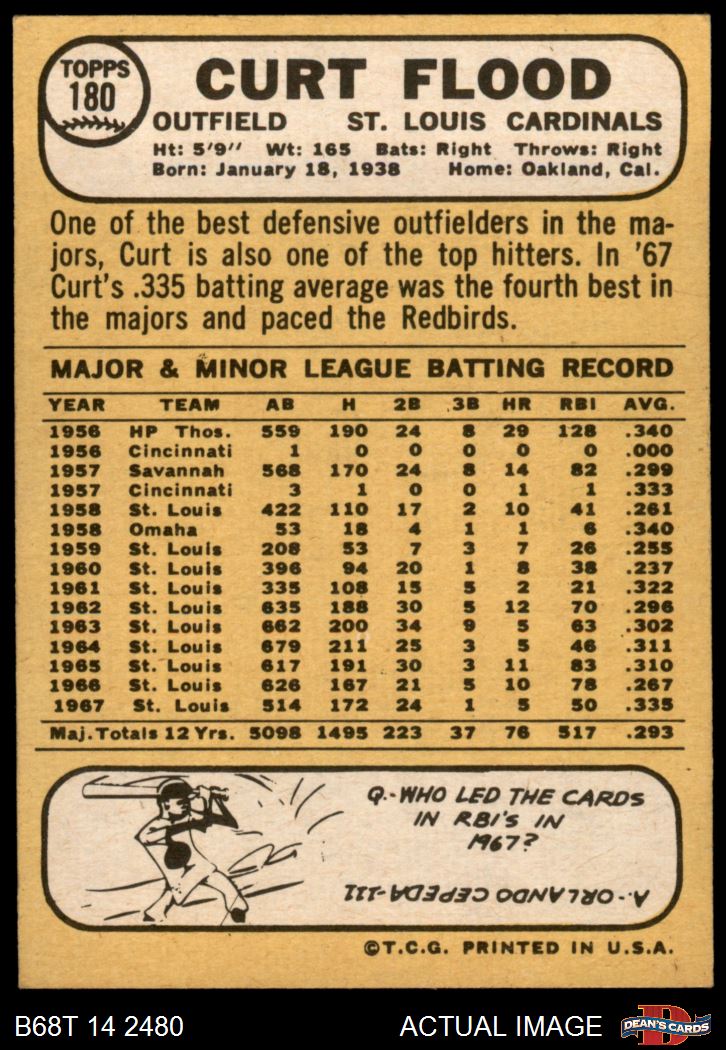 TOPPS
180
CURT FLOOD
OUTFIELD ST. LOUIS CARDINALS
Ht: 5'9" Wt: 165 Bats: Right Throws: Right
Born: January 18, 1938 Home: Oakland, Cal.
One of the best defensive outfielders in the ma-
jors, Curt is also one of the top hitters. In '67
Curt's .335 batting average was the fourth best in
the majors and paced the Redbirds.
MAJOR & MINOR LEAGUE BATTING RECORD
YEAR TEAM AB H 2B 3B HR RBI AVG.
1956 HP Thos. 559 190 24 8 29 128 .340
1956 Cincinnati 1 0 0 0 0 0 .000
1957 Savannah 568 170 24 8 14 82 .299
1957 Cincinnati 3 1 0 0 1 1 .333
1958 St. Louis 422 110 17 2 10 41 .261
1958 Omaha 53 18 4 1 1 6 .340
1959 St. Louis 208 53 7 3 7 26 .255
1960 St. Louis 396 94 20 1 8 38 .237
1961 St. Louis 335 108 15 5 2 21 .322
1962 St. Louis 635 188 30 5 12 70 .296
1963 St. Louis 662 200 34 9 5 63 .302
1964 St. Louis 679 211 25 3 5 46 .311
1965 St. Louis 617 191 30 3 11 83 .310
1966 St. Louis 626 167 21 5 10 78 .267
1967 St. Louis 514 172 24 1 5 50 .335
Maj. Totals 12 Yrs. 5098 1495 223 37 76 517 .293
Q.-WHO LED THE CARDS
IN RBI'S IN
1967?
A-ORLANDO CEPEDA-111
©T.C.G. PRINTED IN U.S.A.
B68T 14 2480 ACTUAL IMAGE
D
DEAN'S CARDS